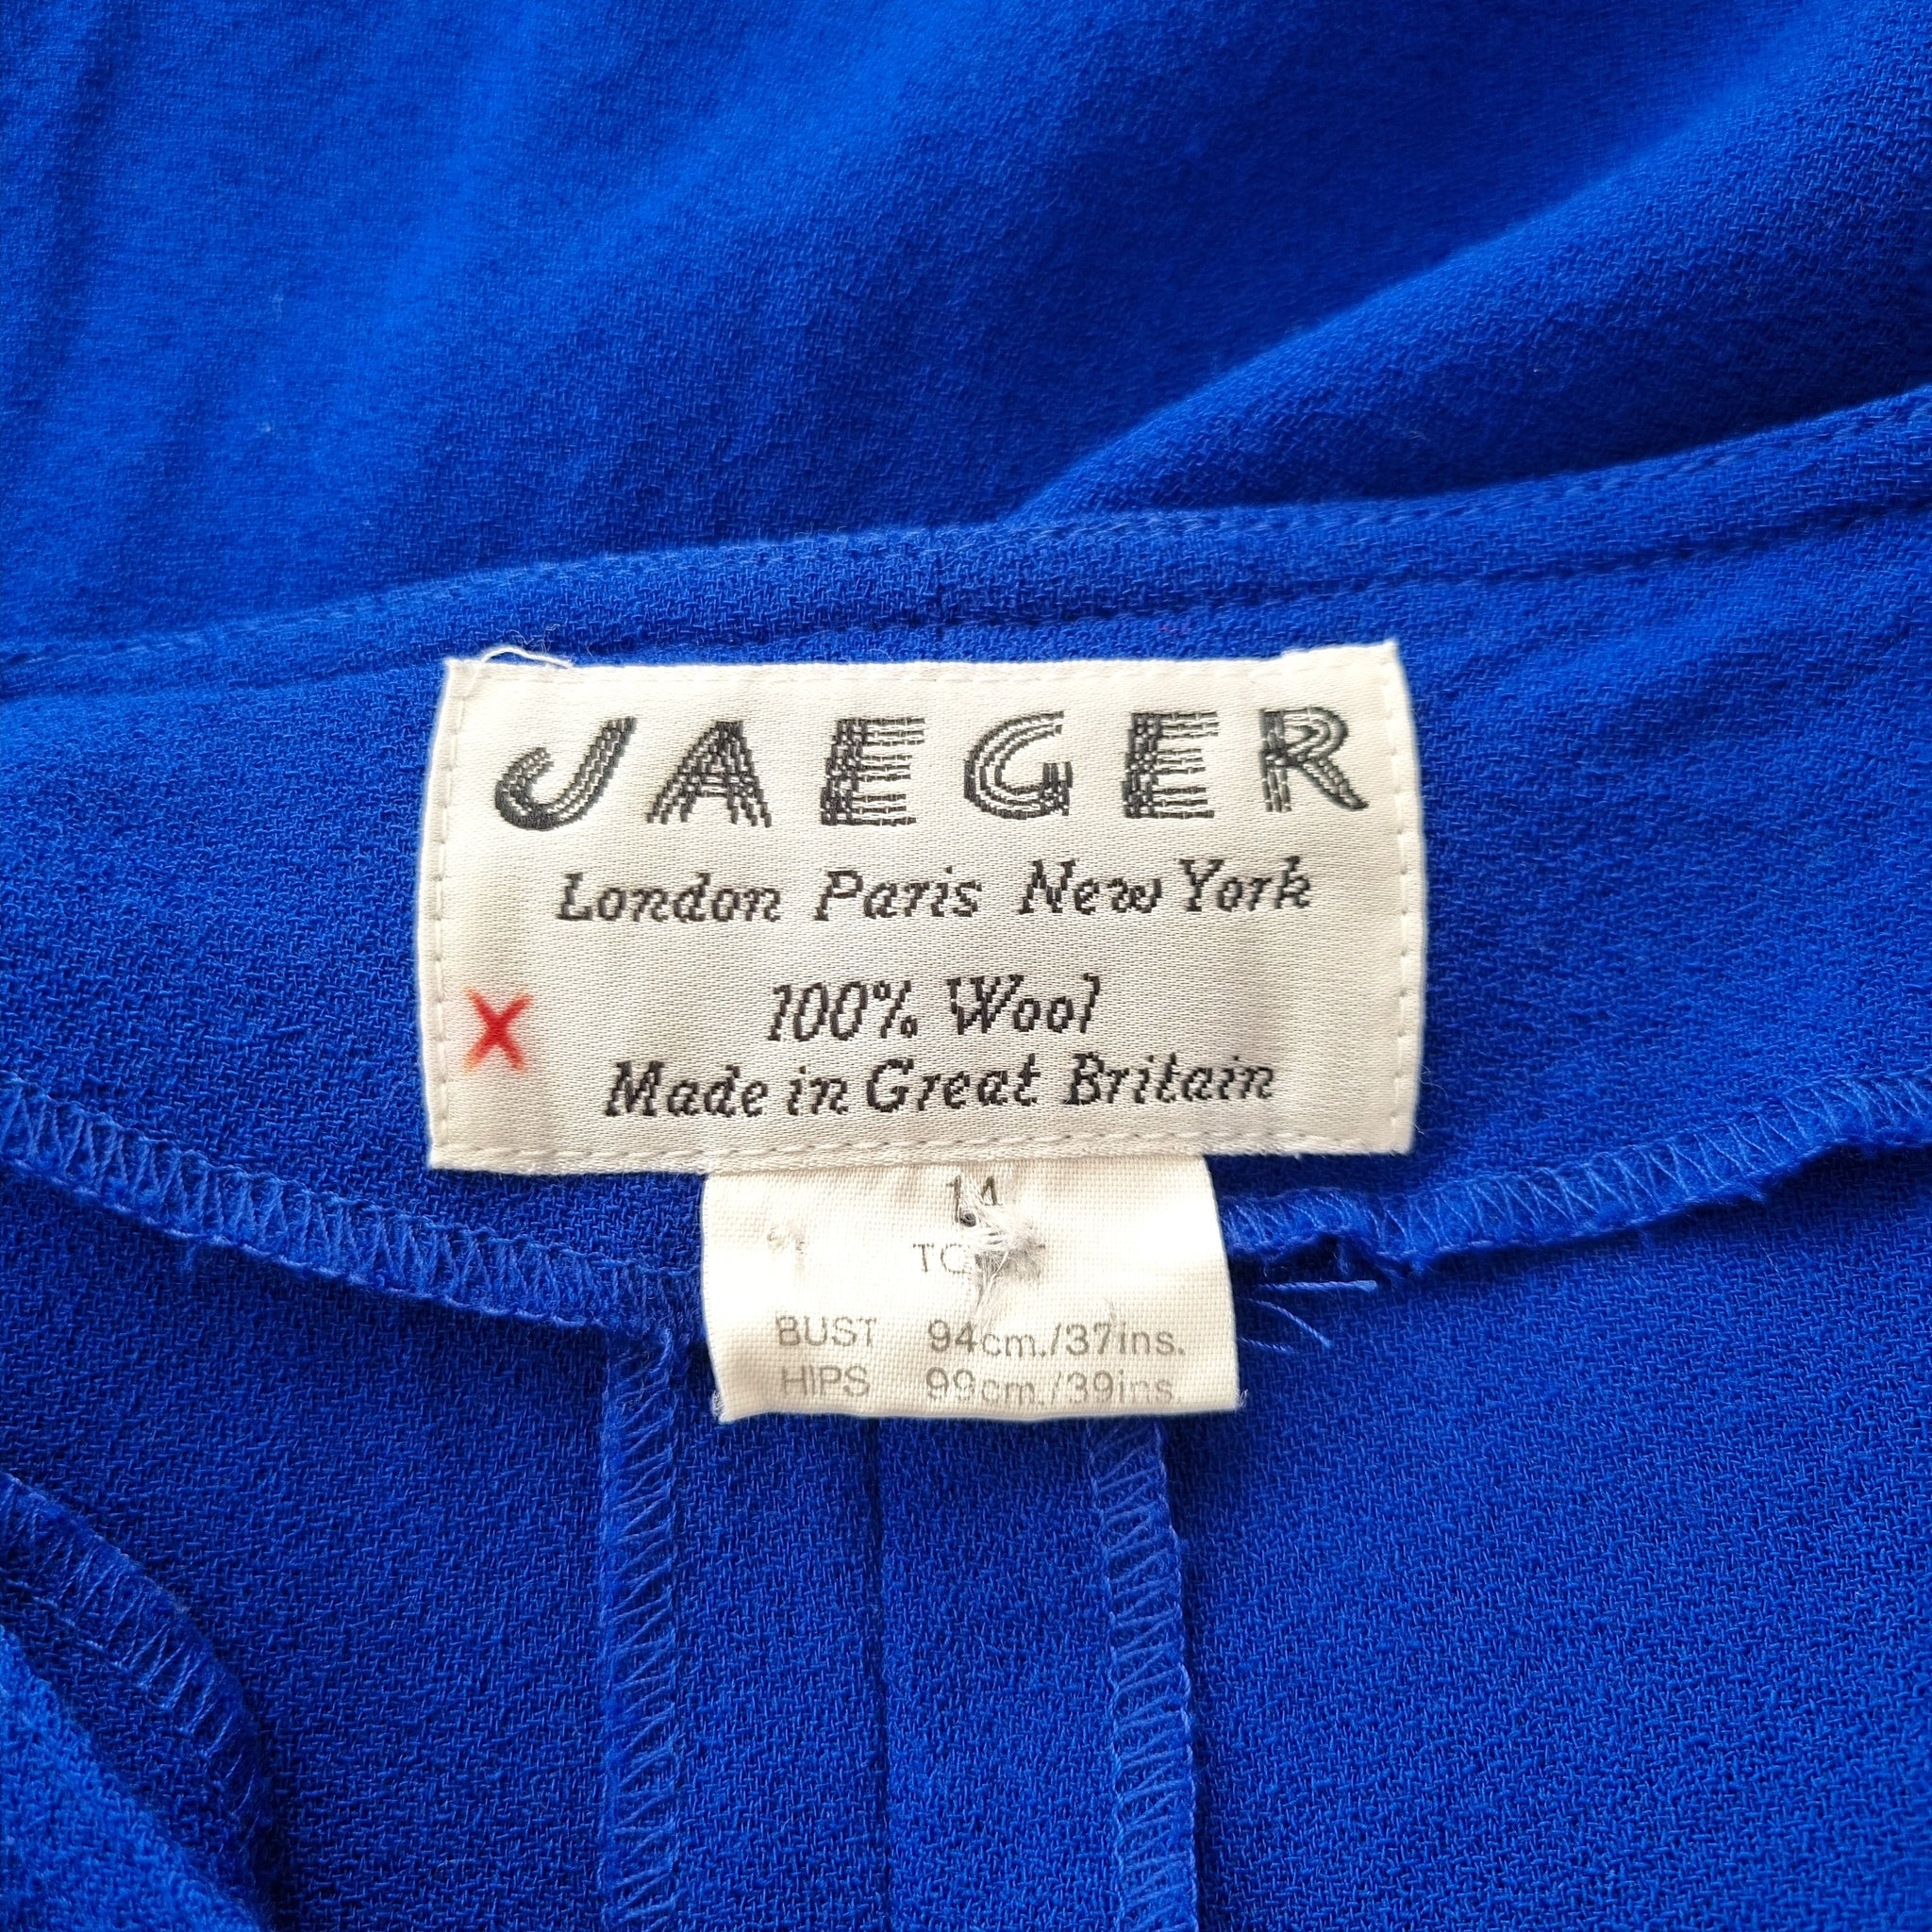 JAEGER
London Paris New York
100% Wool
X
Made in Great Britain
14
BUST 94cm./37ins.
HIPS 99cm./39ins.